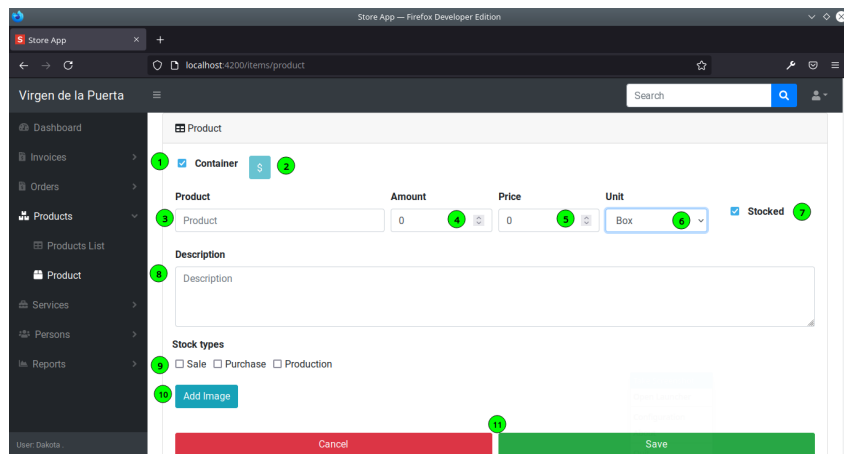 Store App — Firefox Developer Edition
S Store App × +
localhost:4200/items/product
Virgen de la Puerta Search
Dashboard
Invoices
Orders
Products
Products List
Product
Services
Persons
Reports
User: Dakota .
Product
1 Container $ 2
Product Amount Price Unit
3 Product 0 4 0 5 Box 6 Stocked 7
Description
8 Description
Stock types
9 Sale Purchase Production
10 Add Image
11
Cancel Save